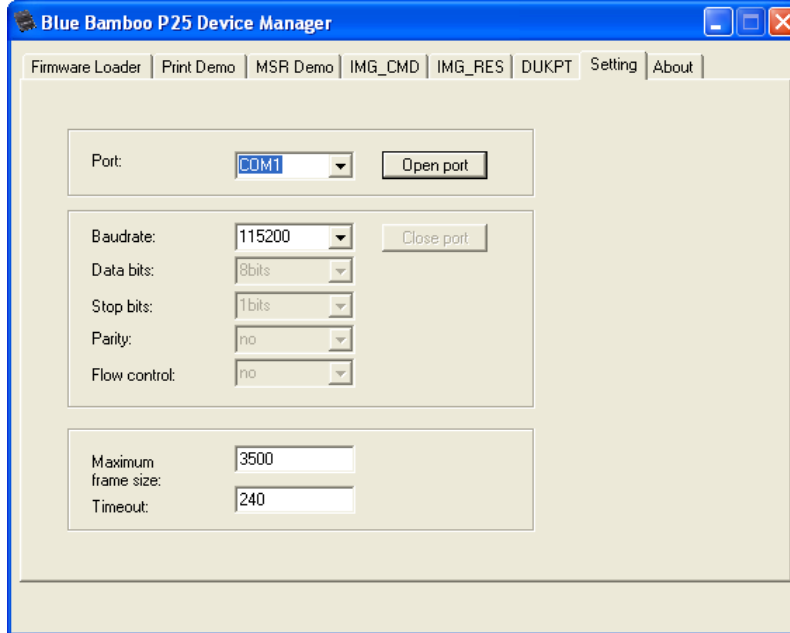 Blue Bamboo P25 Device Manager
Firmware Loader Print Demo MSR Demo IMG_CMD IMG_RES DUKPT Setting About
Port: COM1 Open port
Baudrate: 115200 Close port
Data bits: 8bits
Stop bits: 1bits
Parity: no
Flow control: no
Maximum frame size: 3500
Timeout: 240